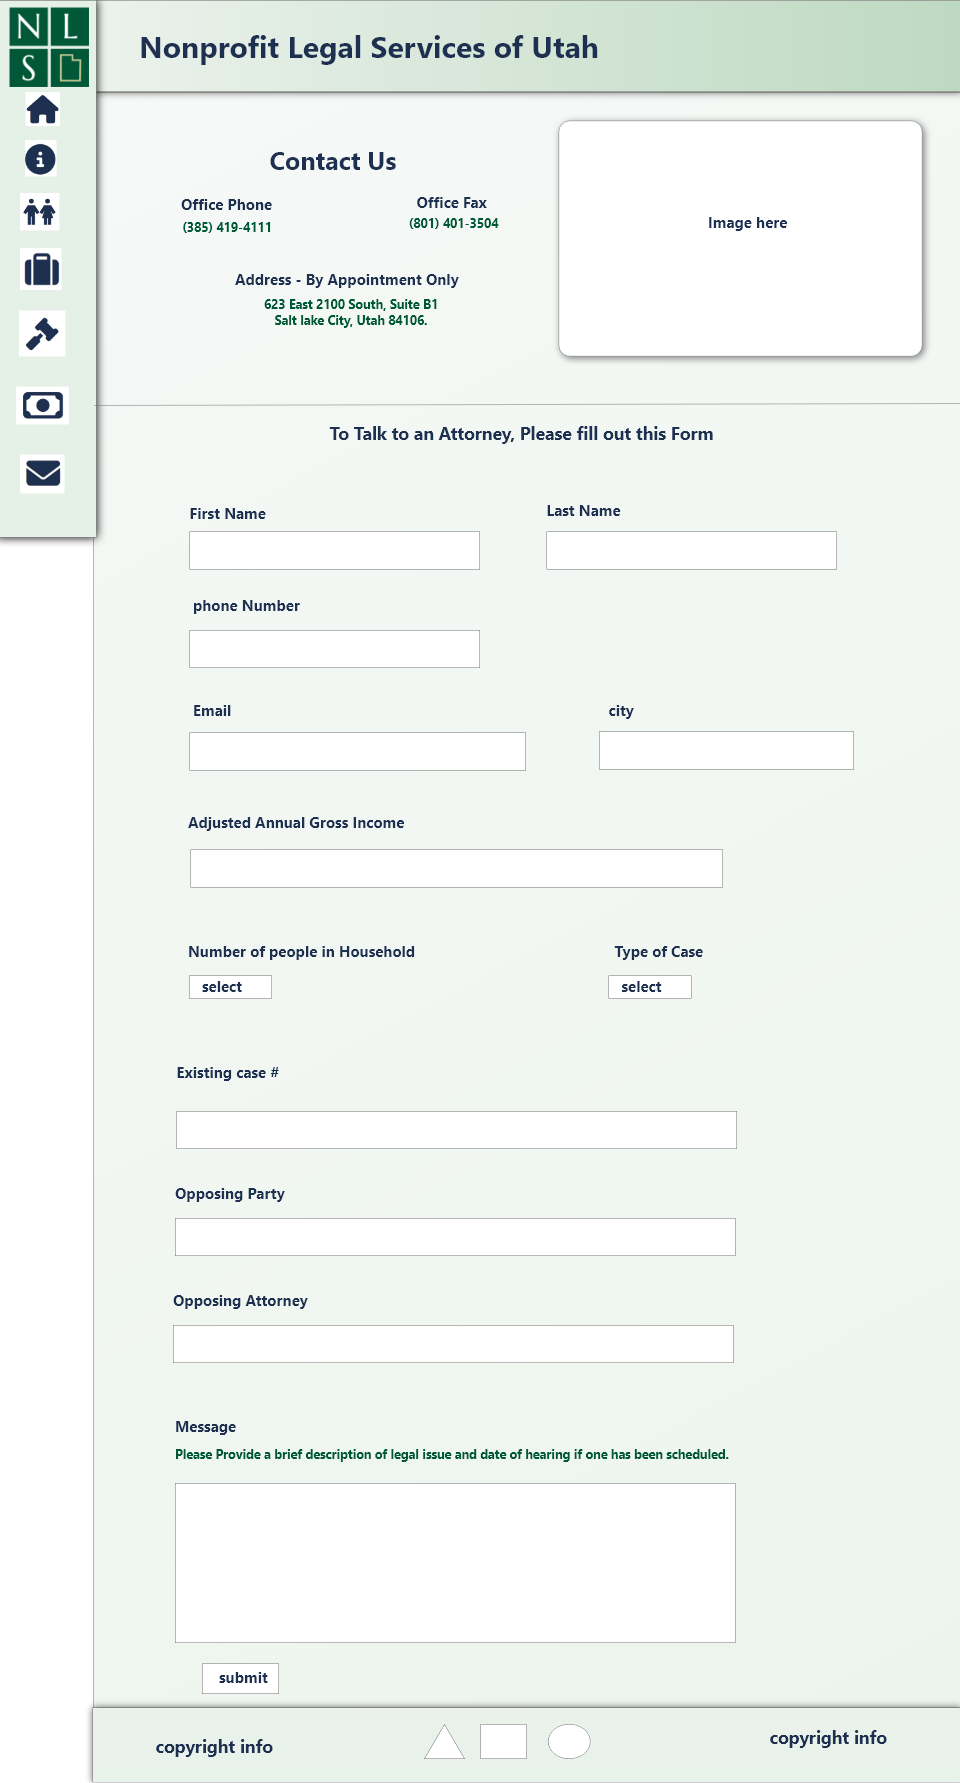 N L
S
Nonprofit Legal Services of Utah
Contact Us
Office Phone
(385) 419-4111
Office Fax
(801) 401-3504
Address - By Appointment Only
623 East 2100 South, Suite B1
Salt lake City, Utah 84106.
Image here
To Talk to an Attorney, Please fill out this Form
First Name
Last Name
phone Number
Email
city
Adjusted Annual Gross Income
Number of people in Household
Type of Case
select
select
Existing case #
Opposing Party
Opposing Attorney
Message
Please Provide a brief description of legal issue and date of hearing if one has been scheduled.
submit
copyright info
copyright info